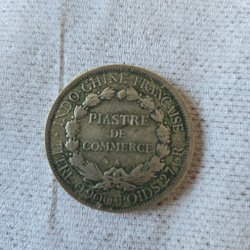 INDO-CHINE FRANÇAISE
PIASTRE
DE
COMMERCE
A
TITRE 0.900 POIDS 27 GR